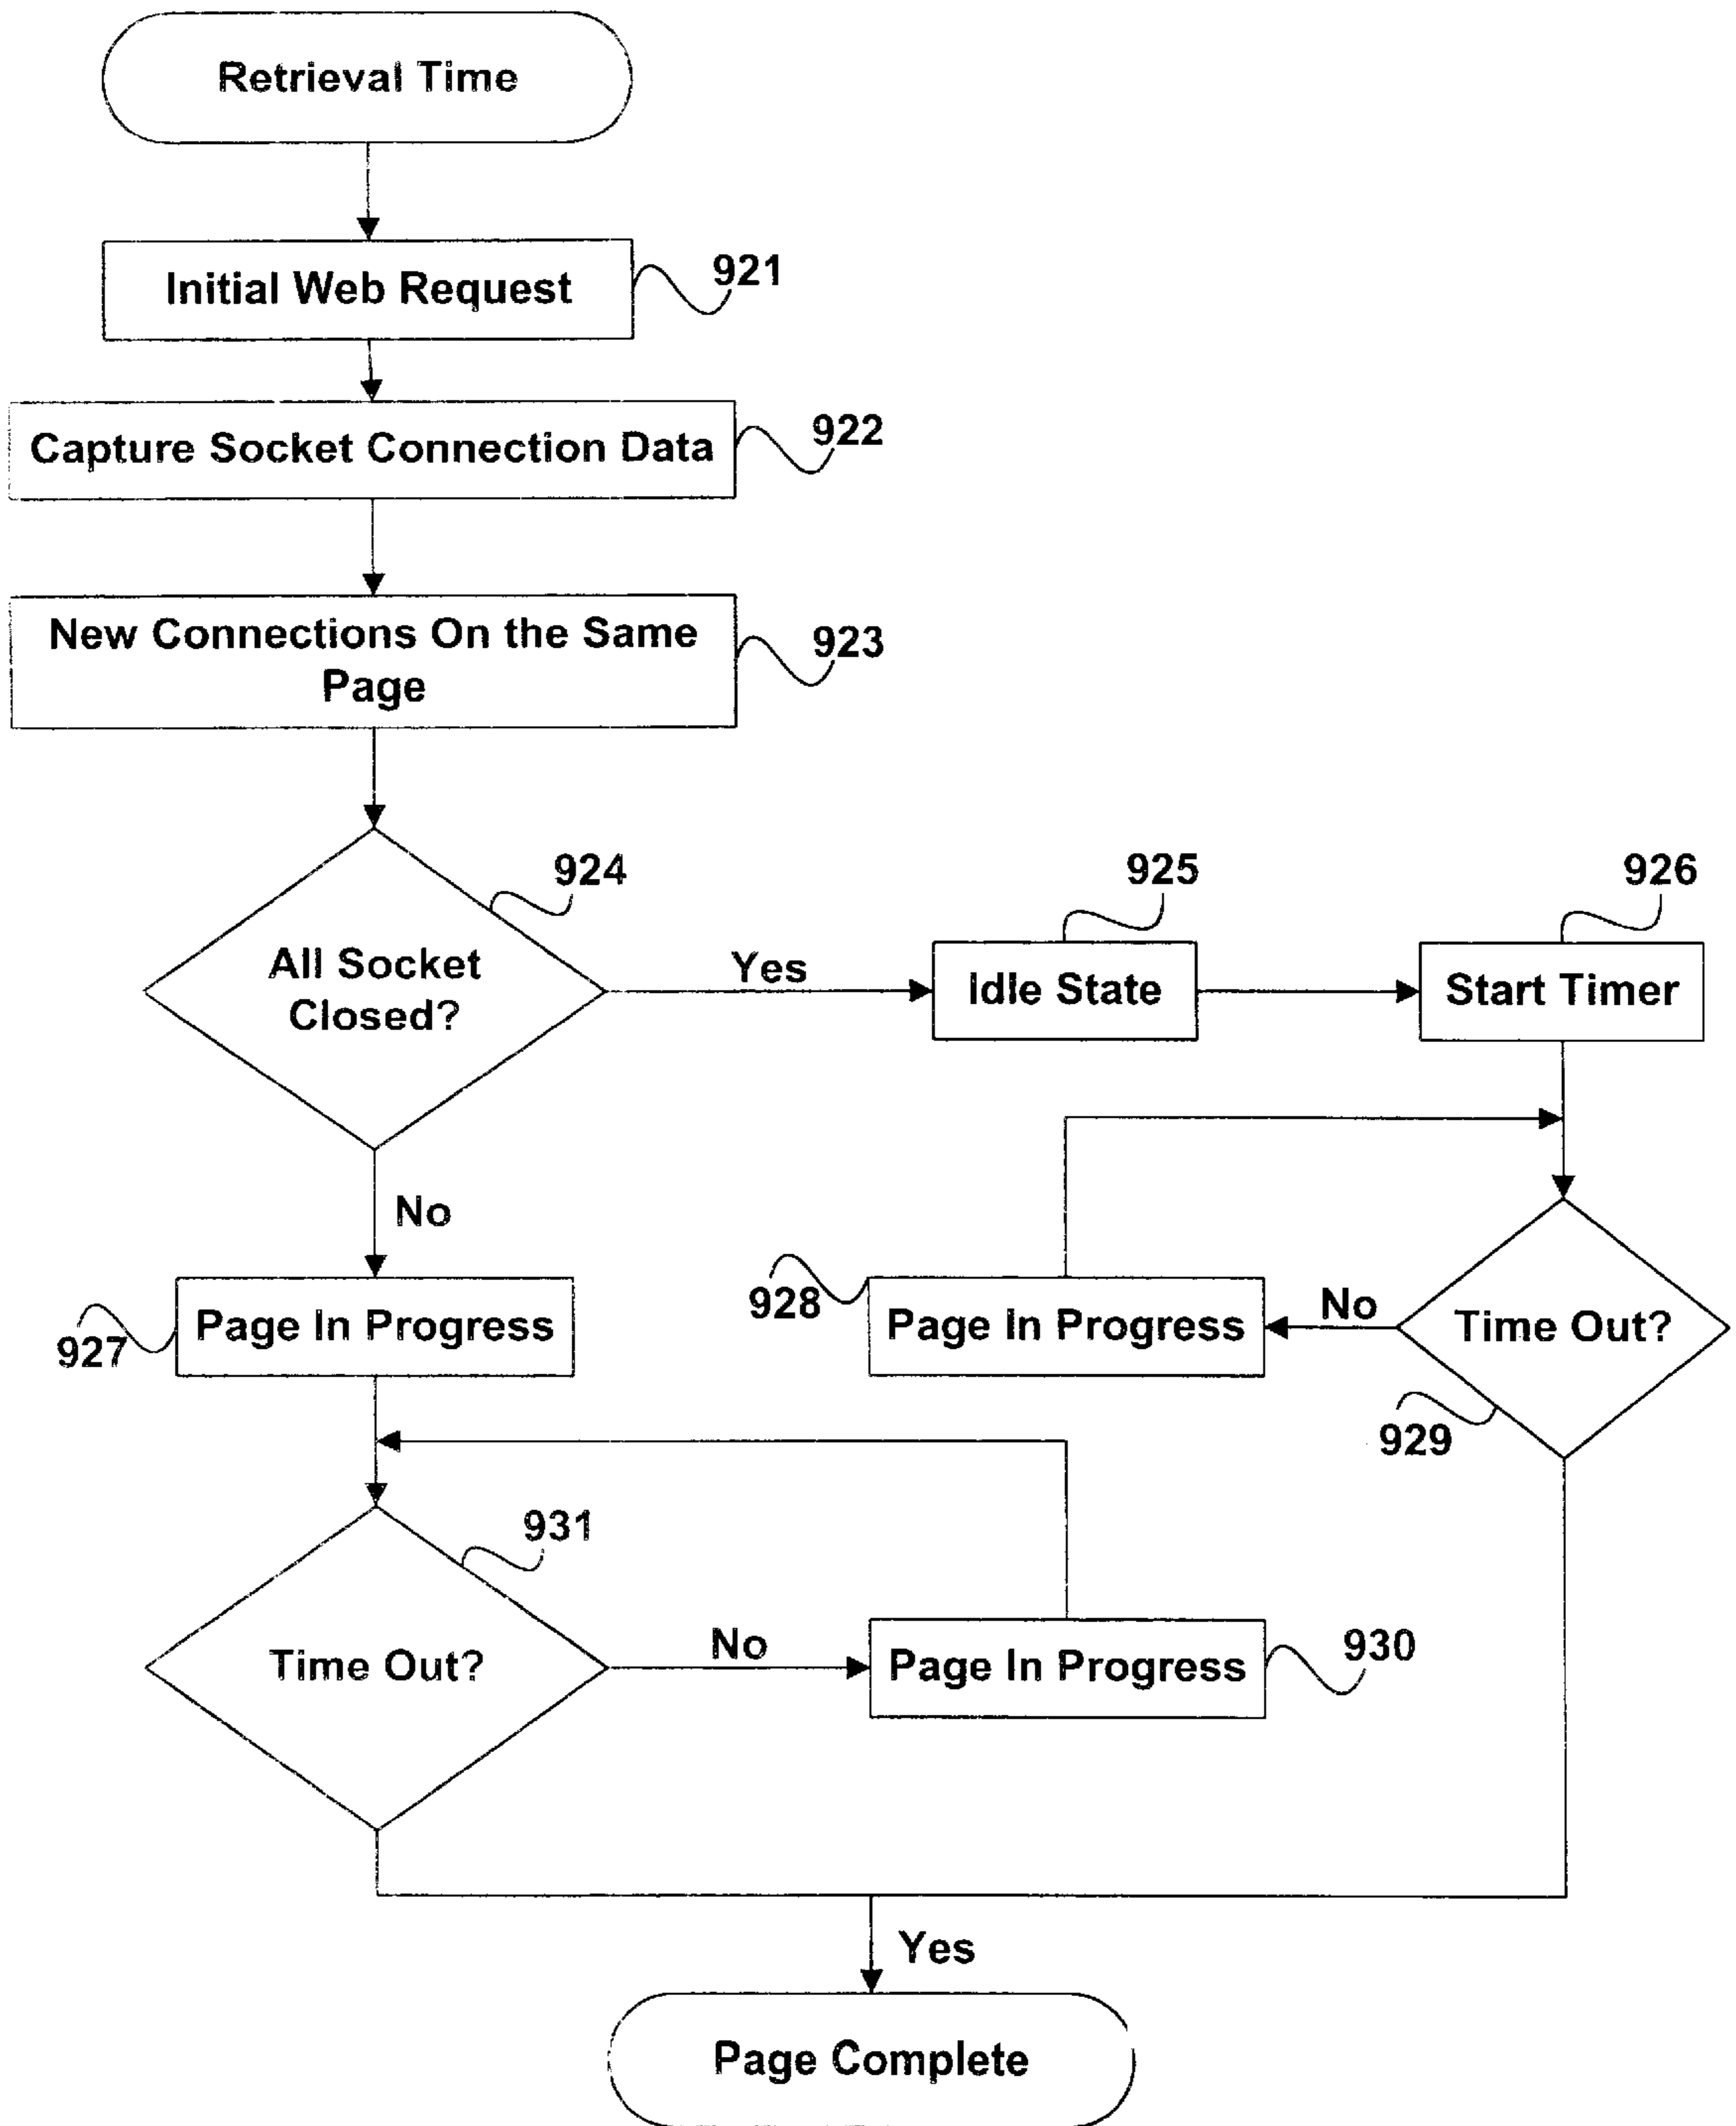 Retrieval Time
Initial Web Request
921
Capture Socket Connection Data
922
New Connections On the Same
Page
923
924
All Socket
Closed?
Yes
925
Idle State
926
Start Timer
No
927
Page In Progress
928
Page In Progress
No
Time Out?
929
931
Time Out?
No
Page In Progress
930
Yes
Page Complete